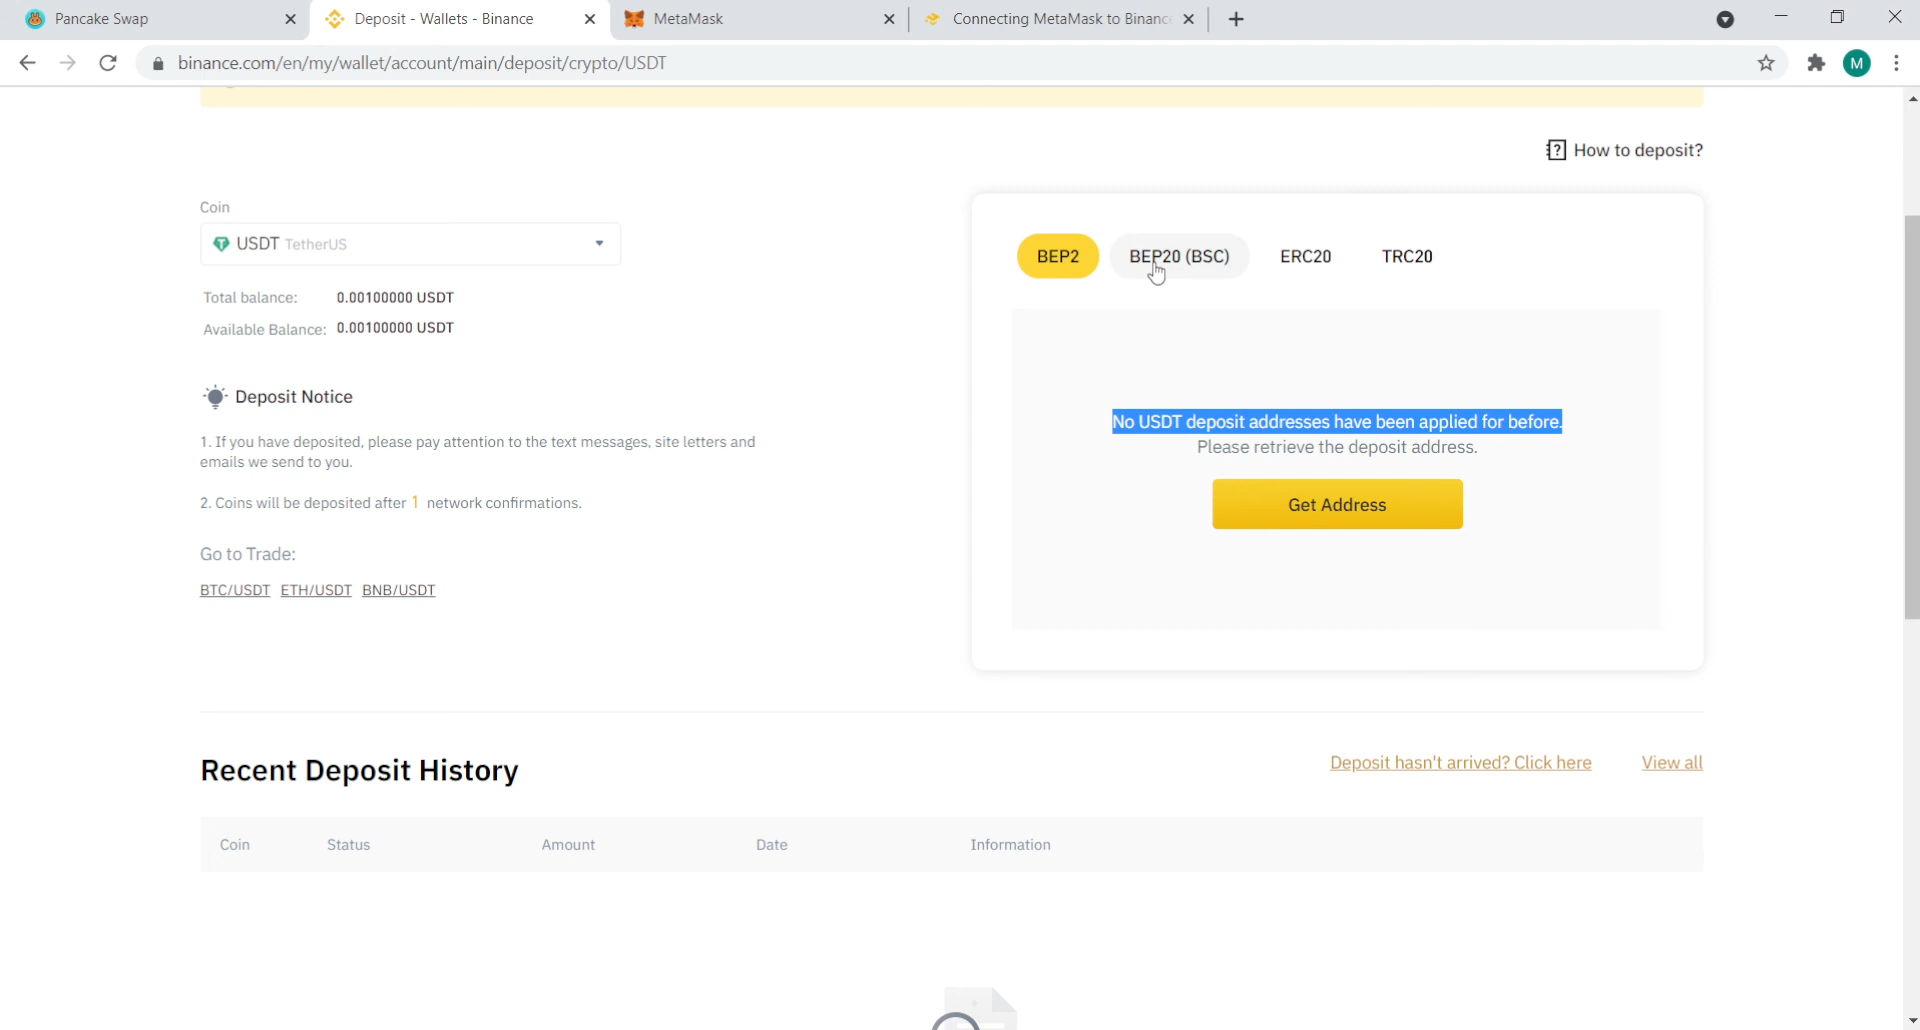 Pancake Swap
Deposit - Wallets - Binance
MetaMask
Connecting MetaMask to Binanc
binance.com/en/my/wallet/account/main/deposit/crypto/USDT
M
How to deposit?
Coin
USDT TetherUS
Total balance: 0.00100000 USDT
Available Balance: 0.00100000 USDT
Deposit Notice
1. If you have deposited, please pay attention to the text messages, site letters and
emails we send to you.
2. Coins will be deposited after 1 network confirmations.
Go to Trade:
BTC/USDT ETH/USDT BNB/USDT
BEP2 BEP20 (BSC) ERC20 TRC20
No USDT deposit addresses have been applied for before.
Please retrieve the deposit address.
Get Address
Recent Deposit History
Deposit hasn't arrived? Click here View all
Coin Status Amount Date Information